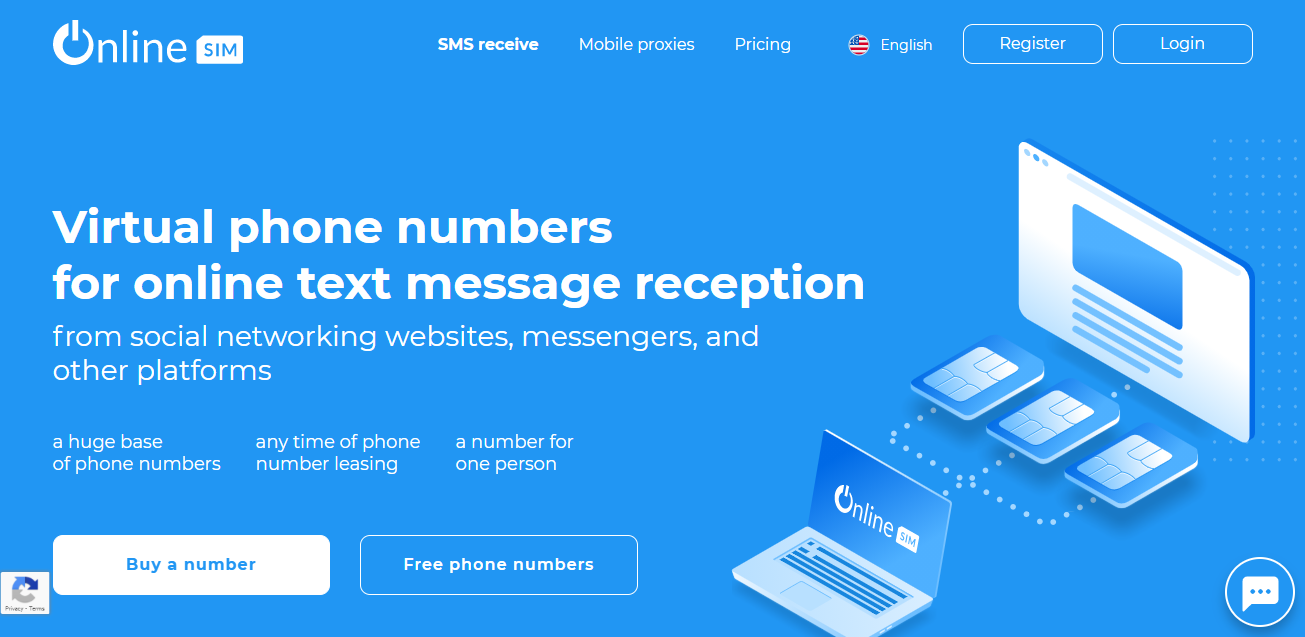 Online SIM
SMS receive
Mobile proxies
Pricing
English
Register
Login
Virtual phone numbers
for online text message reception
from social networking websites, messengers, and
other platforms
a huge base
of phone numbers
any time of phone
number leasing
a number for
one person
Buy a number
Free phone numbers
Privacy - Terms
Online SIM